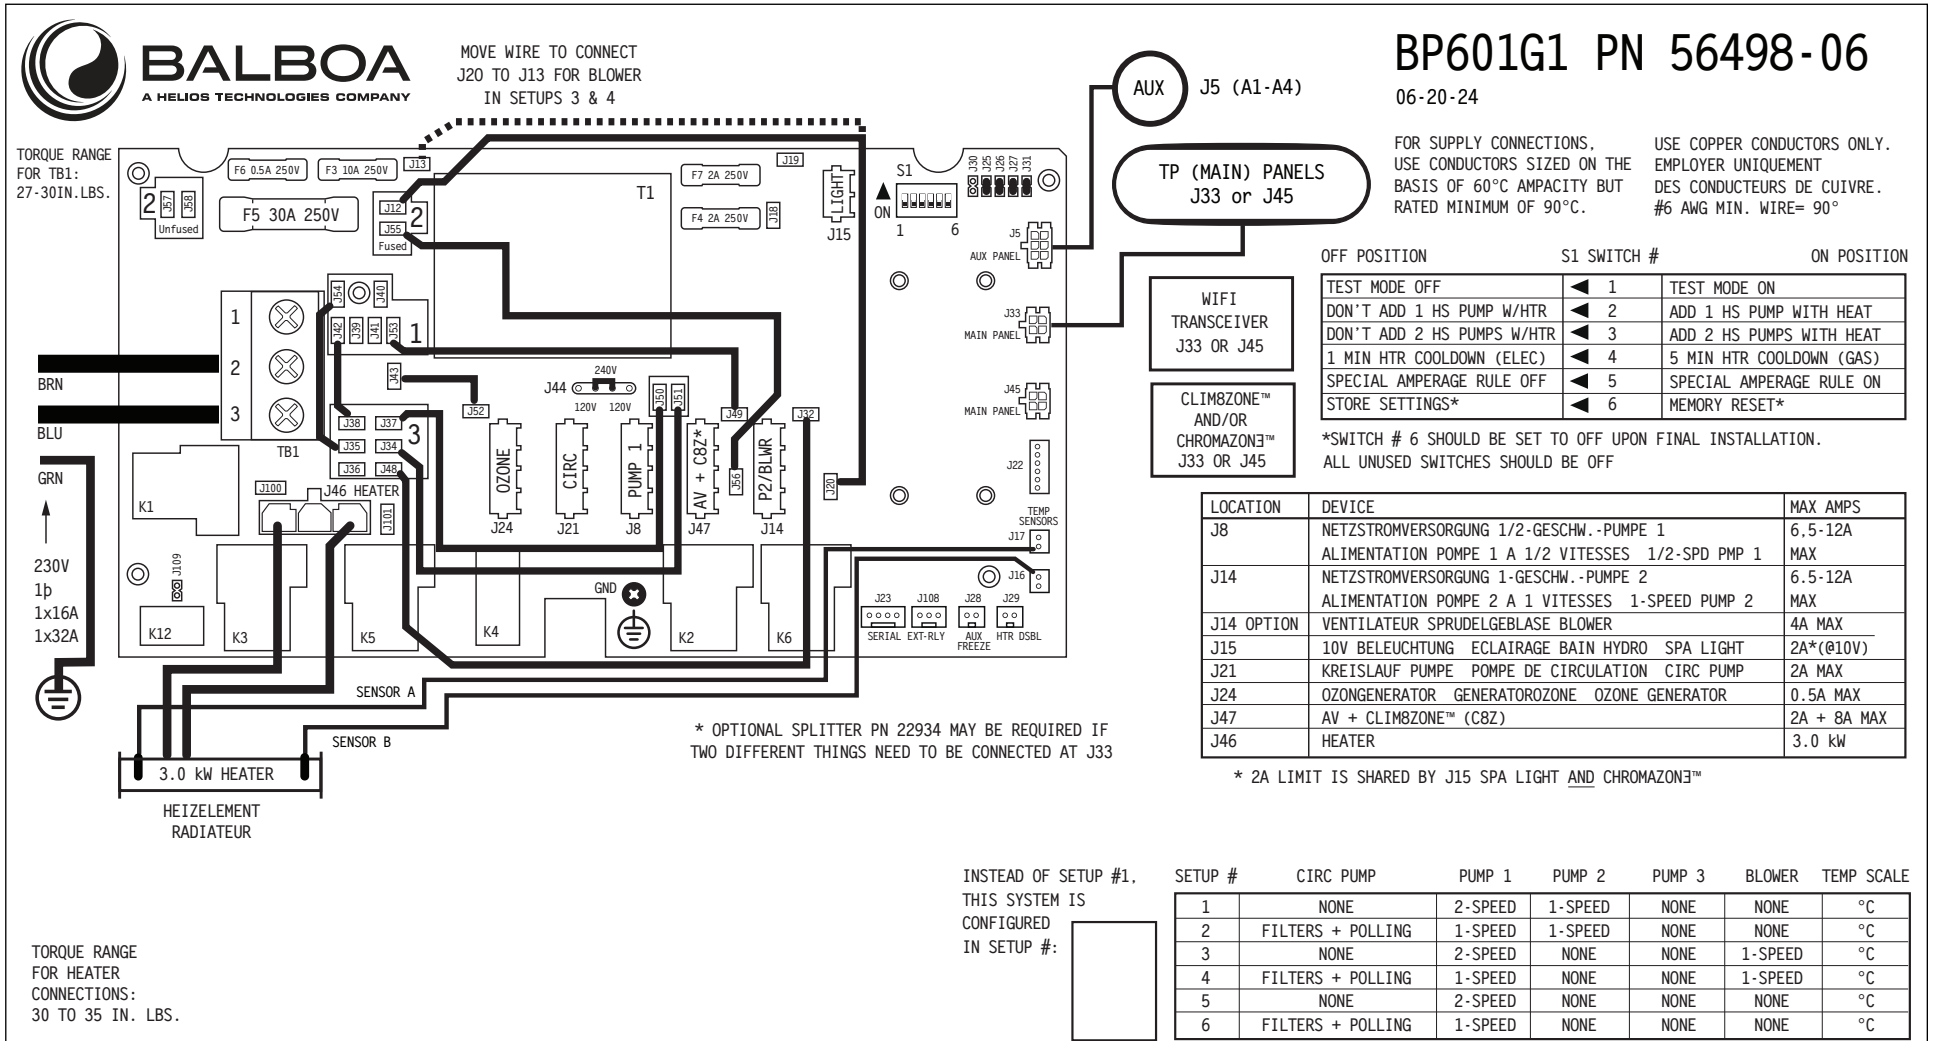 BALBOA
A HELIOS TECHNOLOGIES COMPANY
MOVE WIRE TO CONNECT
J20 TO J13 FOR BLOWER
IN SETUPS 3 & 4
AUX
J5 (A1-A4)
BP601G1 PN 56498-06
06-20-24
TP (MAIN) PANELS
J33 or J45
FOR SUPPLY CONNECTIONS,
USE CONDUCTORS SIZED ON THE
BASIS OF 60°C AMPACITY BUT
RATED MINIMUM OF 90°C.
USE COPPER CONDUCTORS ONLY.
EMPLOYER UNIQUEMENT
DES CONDUCTEURS DE CUIVRE.
#6 AWG MIN. WIRE= 90°
TORQUE RANGE
FOR TB1:
27-30IN.LBS.
2
J57
J58
Unfused
F6 0.5A 250V
F3 10A 250V
J13
F5 30A 250V
J12
2
J55
Fused
T1
F7 2A 250V
F4 2A 250V
J18
J19
LIGHT
J15
S1
ON
1 6
J30
J25
J26
J27
J31
J5
AUX PANEL
J33
MAIN PANEL
J45
MAIN PANEL
J22
TEMP
SENSORS
J17
J16
WIFI
TRANSCEIVER
J33 OR J45
CLIM8ZONE™
AND/OR
CHROMAZONƎ™
J33 OR J45
OFF POSITION S1 SWITCH # ON POSITION
TEST MODE OFF ◀ 1 TEST MODE ON
DON'T ADD 1 HS PUMP W/HTR ◀ 2 ADD 1 HS PUMP WITH HEAT
DON'T ADD 2 HS PUMPS W/HTR ◀ 3 ADD 2 HS PUMPS WITH HEAT
1 MIN HTR COOLDOWN (ELEC) ◀ 4 5 MIN HTR COOLDOWN (GAS)
SPECIAL AMPERAGE RULE OFF ◀ 5 SPECIAL AMPERAGE RULE ON
STORE SETTINGS* ◀ 6 MEMORY RESET*
*SWITCH # 6 SHOULD BE SET TO OFF UPON FINAL INSTALLATION.
ALL UNUSED SWITCHES SHOULD BE OFF
1
2
3
TB1
J54
J40
J42
J39
J41
J53
1
J43
J38
J37
3
J35
J34
J36
J48
J52
240V
J44
120V 120V
J50
J51
J49
J32
J56
J20
OZONE
J24
CIRC
J21
PUMP 1
J8
AV + C8Z*
J47
P2/BLWR
J14
J100
J46 HEATER
J101
K1
J109
K12
K3
K5
K4
K2
K6
GND
J23
SERIAL
J108
EXT-RLY
J28
AUX
FREEZE
J29
HTR DSBL
BRN
BLU
GRN
230V
1p
1x16A
1x32A
SENSOR A
SENSOR B
3.0 kW HEATER
HEIZELEMENT
RADIATEUR
* OPTIONAL SPLITTER PN 22934 MAY BE REQUIRED IF
TWO DIFFERENT THINGS NEED TO BE CONNECTED AT J33
LOCATION DEVICE MAX AMPS
J8 NETZSTROMVERSORGUNG 1/2-GESCHW.-PUMPE 1 6,5-12A
ALIMENTATION POMPE 1 A 1/2 VITESSES 1/2-SPD PMP 1 MAX
J14 NETZSTROMVERSORGUNG 1-GESCHW.-PUMPE 2 6.5-12A
ALIMENTATION POMPE 2 A 1 VITESSES 1-SPEED PUMP 2 MAX
J14 OPTION VENTILATEUR SPRUDELGEBLASE BLOWER 4A MAX
J15 10V BELEUCHTUNG ECLAIRAGE BAIN HYDRO SPA LIGHT 2A*(@10V)
J21 KREISLAUF PUMPE POMPE DE CIRCULATION CIRC PUMP 2A MAX
J24 OZONGENERATOR GENERATOROZONE OZONE GENERATOR 0.5A MAX
J47 AV + CLIM8ZONE™ (C8Z) 2A + 8A MAX
J46 HEATER 3.0 kW
* 2A LIMIT IS SHARED BY J15 SPA LIGHT AND CHROMAZONƎ™
INSTEAD OF SETUP #1,
THIS SYSTEM IS
CONFIGURED
IN SETUP #:
SETUP # CIRC PUMP PUMP 1 PUMP 2 PUMP 3 BLOWER TEMP SCALE
1 NONE 2-SPEED 1-SPEED NONE NONE °C
2 FILTERS + POLLING 1-SPEED 1-SPEED NONE NONE °C
3 NONE 2-SPEED NONE NONE 1-SPEED °C
4 FILTERS + POLLING 1-SPEED NONE NONE 1-SPEED °C
5 NONE 2-SPEED NONE NONE NONE °C
6 FILTERS + POLLING 1-SPEED NONE NONE NONE °C
TORQUE RANGE
FOR HEATER
CONNECTIONS:
30 TO 35 IN. LBS.